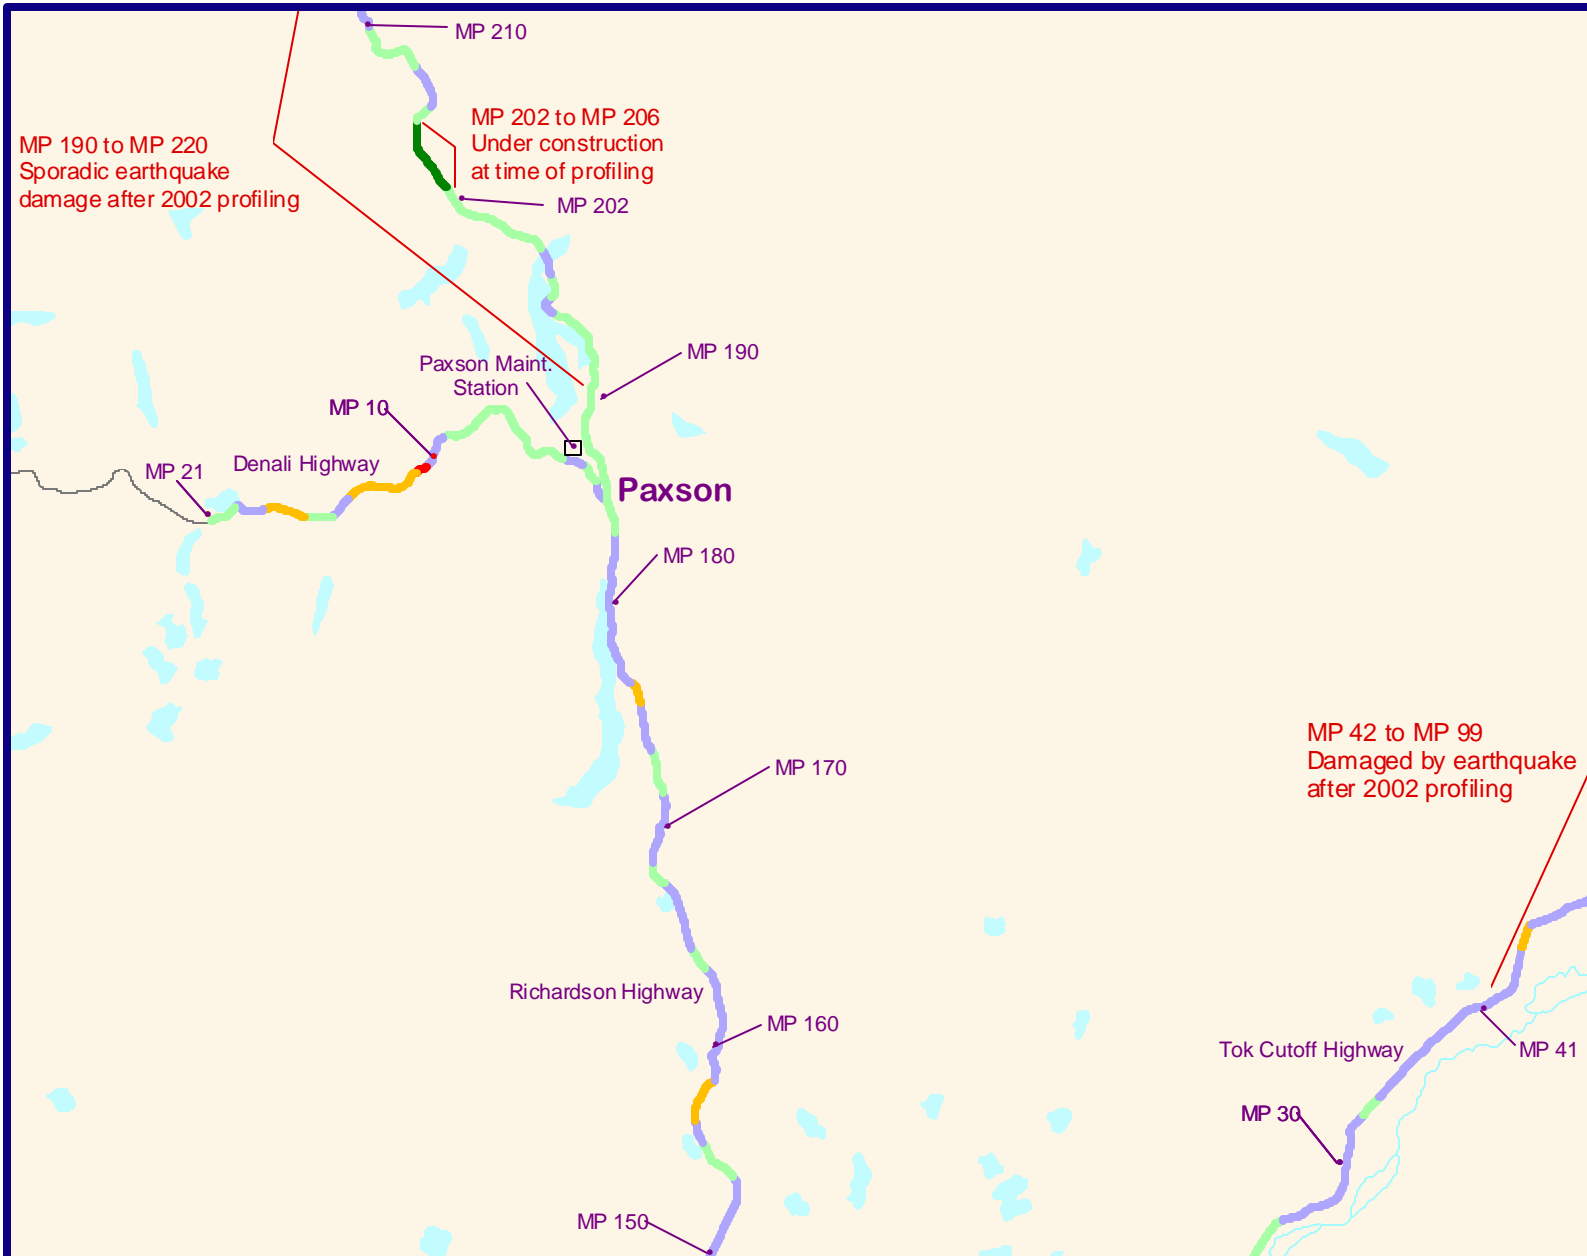 MP 210
MP 202 to MP 206
Under construction
at time of profiling
MP 190 to MP 220
Sporadic earthquake
damage after 2002 profiling
MP 202
MP 190
Paxson Maint.
Station
MP 10
Denali Highway
MP 21
Paxson
MP 180
MP 170
MP 42 to MP 99
Damaged by earthquake
after 2002 profiling
Richardson Highway
MP 160
Tok Cutoff Highway
MP 41
MP 30
MP 150